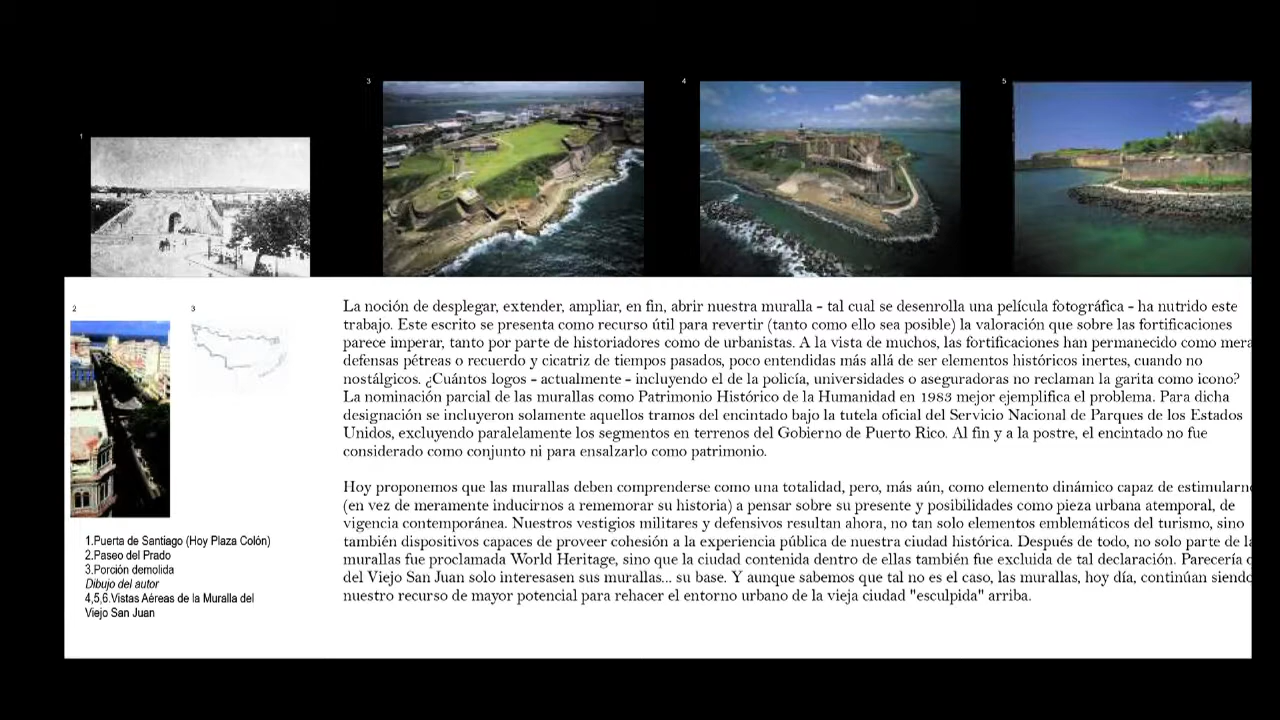 3
4
5
1
2
3
La noción de desplegar, extender, ampliar, en fin, abrir nuestra muralla - tal cual se desenrolla una película fotográfica - ha nutrido este
trabajo. Este escrito se presenta como recurso útil para revertir (tanto como ello sea posible) la valoración que sobre las fortificaciones
parece imperar, tanto por parte de historiadores como de urbanistas. A la vista de muchos, las fortificaciones han permanecido como mera
defensas pétreas o recuerdo y cicatriz de tiempos pasados, poco entendidas más allá de ser elementos históricos inertes, cuando no
nostálgicos. ¿Cuántos logos - actualmente - incluyendo el de la policía, universidades o aseguradoras no reclaman la garita como icono?
La nominación parcial de las murallas como Patrimonio Histórico de la Humanidad en 1983 mejor ejemplifica el problema. Para dicha
designación se incluyeron solamente aquellos tramos del encintado bajo la tutela oficial del Servicio Nacional de Parques de los Estados
Unidos, excluyendo paralelamente los segmentos en terrenos del Gobierno de Puerto Rico. Al fin y a la postre, el encintado no fue
considerado como conjunto ni para ensalzarlo como patrimonio.
Hoy proponemos que las murallas deben comprenderse como una totalidad, pero, más aún, como elemento dinámico capaz de estimularn
(en vez de meramente inducirnos a rememorar su historia) a pensar sobre su presente y posibilidades como pieza urbana atemporal, de
vigencia contemporánea. Nuestros vestigios militares y defensivos resultan ahora, no tan solo elementos emblemáticos del turismo, sino
también dispositivos capaces de proveer cohesión a la experiencia pública de nuestra ciudad histórica. Después de todo, no solo parte de la
murallas fue proclamada World Heritage, sino que la ciudad contenida dentro de ellas también fue excluida de tal declaración. Parecería
del Viejo San Juan solo interesasen sus murallas... su base. Y aunque sabemos que tal no es el caso, las murallas, hoy día, continúan siendo
nuestro recurso de mayor potencial para rehacer el entorno urbano de la vieja ciudad "esculpida" arriba.
1.Puerta de Santiago (Hoy Plaza Colón)
2.Paseo del Prado
3.Porción demolida
Dibujo del autor
4,5,6.Vistas Aéreas de la Muralla del
Viejo San Juan